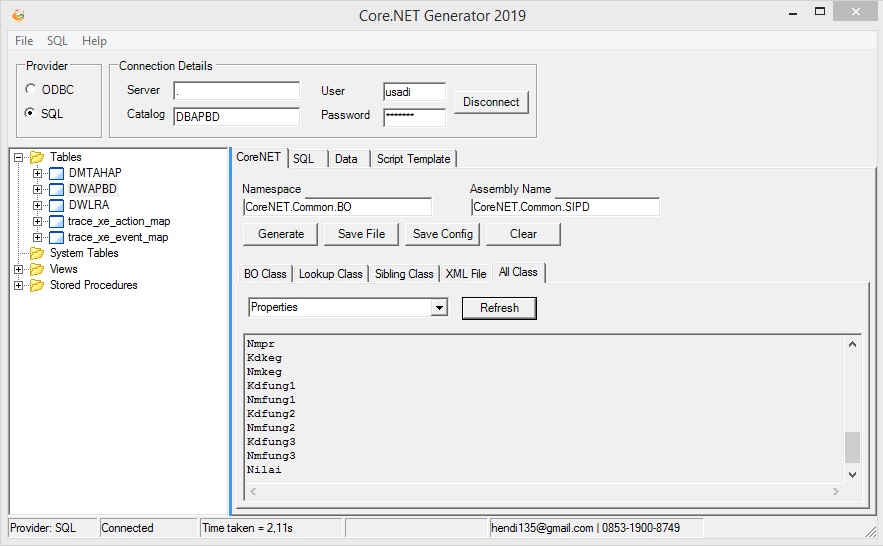 Core.NET Generator 2019
File SQL Help
Provider
ODBC
SQL
Connection Details
Server .
Catalog DBAPBD
User usadi
Password *******
Disconnect
Tables
DMTAHAP
DWAPBD
DWLRA
trace_xe_action_map
trace_xe_event_map
System Tables
Views
Stored Procedures
CoreNET SQL Data Script Template
Namespace Assembly Name
CoreNET.Common.BO CoreNET.Common.SIPD
Generate Save File Save Config Clear
BO Class Lookup Class Sibling Class XML File All Class
Properties Refresh
Nmpr
Kdkeg
Nmkeg
Kdfung1
Nmfung1
Kdfung2
Nmfung2
Kdfung3
Nmfung3
Nilai
Provider: SQL Connected Time taken = 2,11s hendi135@gmail.com | 0853-1900-8749